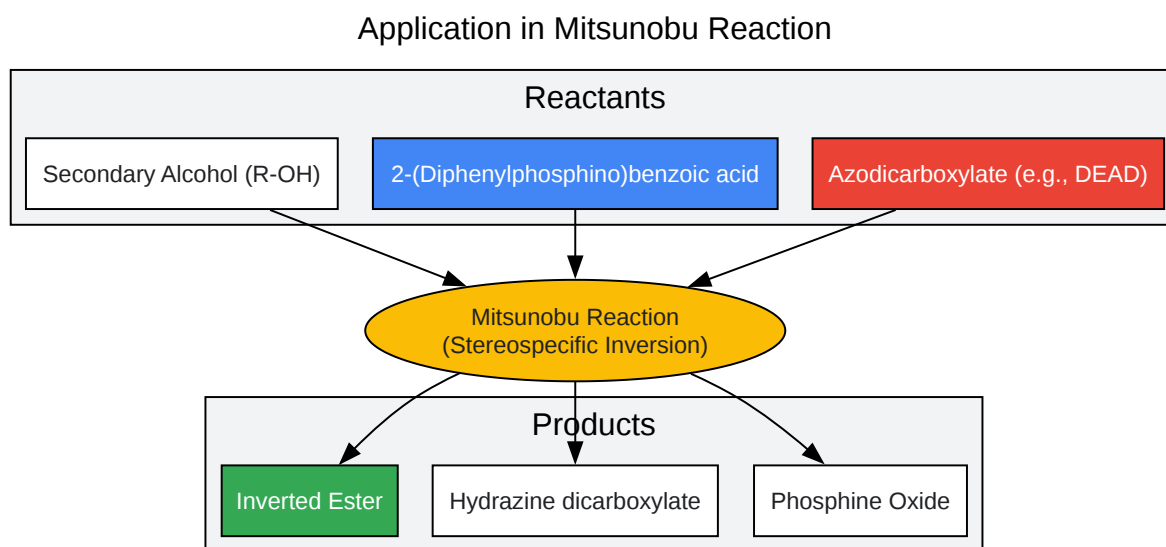 Application in Mitsunobu Reaction
Reactants
Secondary Alcohol (R-OH)
2-(Diphenylphosphino)benzoic acid
Azodicarboxylate (e.g., DEAD)
Mitsunobu Reaction
(Stereospecific Inversion)
Products
Inverted Ester
Hydrazine dicarboxylate
Phosphine Oxide